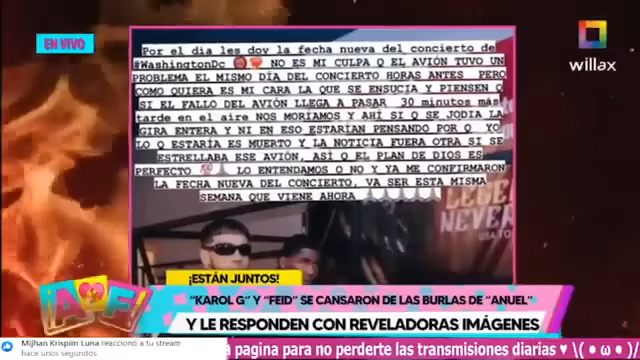 EN VIVO
willax
Por el dia les doy la fecha nueva del concierto de
#WashingtonDc NO ES MI CULPA Q EL AVIÓN TUVO UN
PROBLEMA EL MISMO DÍA DEL CONCIERTO HORAS ANTES PERO
COMO QUIERA ES MI CARA LA QUE SE ENSUCIA Y PIENSEN Q
SI EL FALLO DEL AVIÓN LLEGA A PASAR 30 minutos más
tarde en el aire NOS MORIAMOS Y AHÍ SI Q SE JODIA LA
GIRA ENTERA Y NI EN ESO ESTARÍAN PENSANDO POR Q YO
LO Q ESTARÍA ES MUERTO Y LA NOTICIA FUERA OTRA SI SE
ESTRELLABA ESE AVIÓN, ASÍ Q EL PLAN DE DIOS ES
PERFECTO LO ENTENDAMOS O NO Y YA ME CONFIRMARON
LA FECHA NUEVA DEL CONCIERTO, VA SER ESTA MISMA
SEMANA QUE VIENE AHORA
LEGEN
NEVER
USA TO
¡ESTÁN JUNTOS!
¡A F!
"KAROL G" Y "FEID" SE CANSARON DE LAS BURLAS DE "ANUEL"
Y LE RESPONDEN CON REVELADORAS IMÁGENES
Mijhan Krispiin Luna reaccionó a tu stream
hace unos segundos
a pagina para no perderte las transmisiones diarias ♥ \( • ω • )/